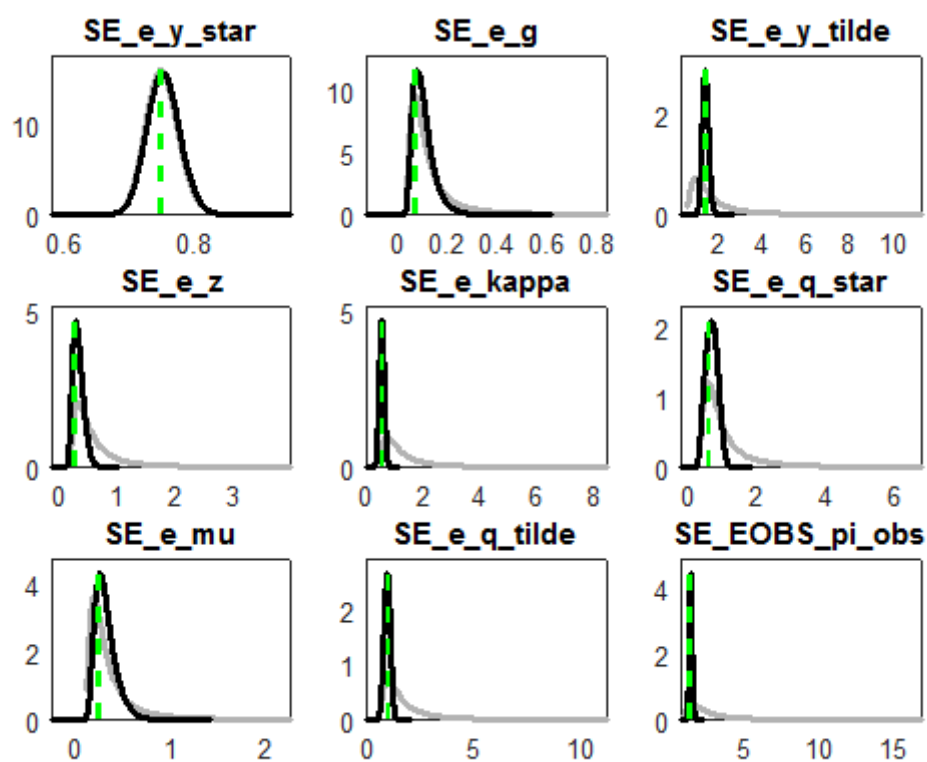 SE_e_y_star SE_e_g SE_e_y_tilde
10
0
0.6 0.8
10
5
0
0 0.2 0.4 0.6 0.8
2
0
2 4 6 8 10
SE_e_z SE_e_kappa SE_e_q_star
5
0
0 1 2 3
5
0
0 2 4 6 8
2
1
0
0 2 4 6
SE_e_mu SE_e_q_tilde SE_EOBS_pi_obs
4
2
0
0 1 2
2
1
0
0 5 10
4
2
0
5 10 15